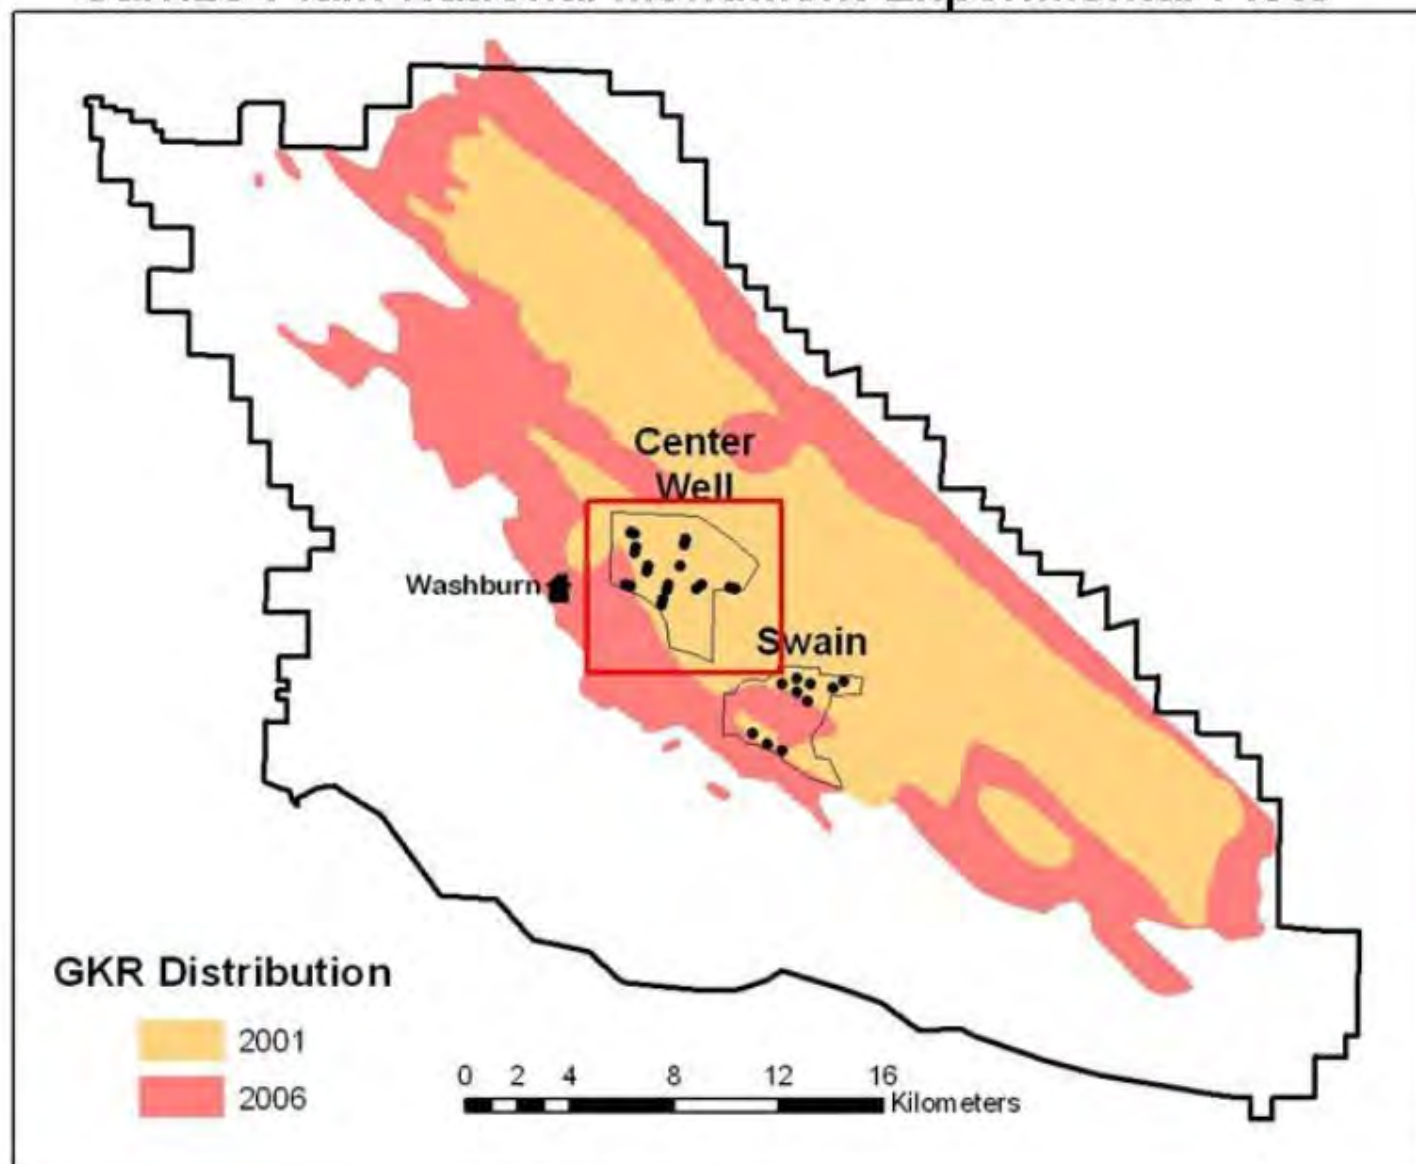 Center
Well
Washburn
Swain
GKR Distribution
2001
2006
0 2 4 8 12 16
Kilometers